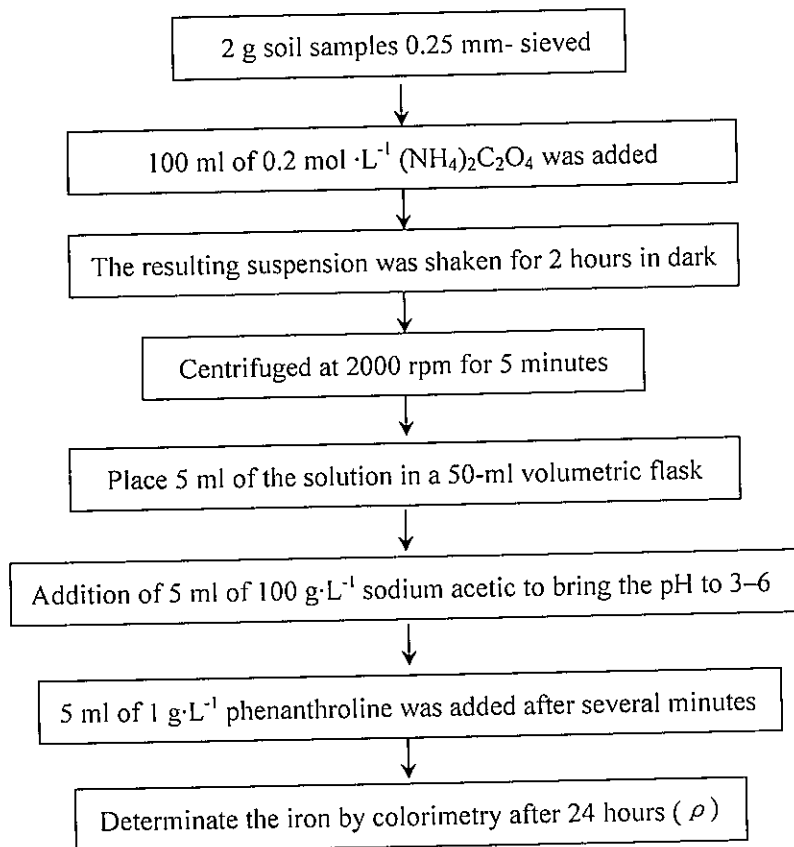 2 g soil samples 0.25 mm- sieved
100 ml of 0.2 mol ·L⁻¹ (NH₄)₂C₂O₄ was added
The resulting suspension was shaken for 2 hours in dark
Centrifuged at 2000 rpm for 5 minutes
Place 5 ml of the solution in a 50-ml volumetric flask
Addition of 5 ml of 100 g·L⁻¹ sodium acetic to bring the pH to 3–6
5 ml of 1 g·L⁻¹ phenanthroline was added after several minutes
Determinate the iron by colorimetry after 24 hours ( ρ)